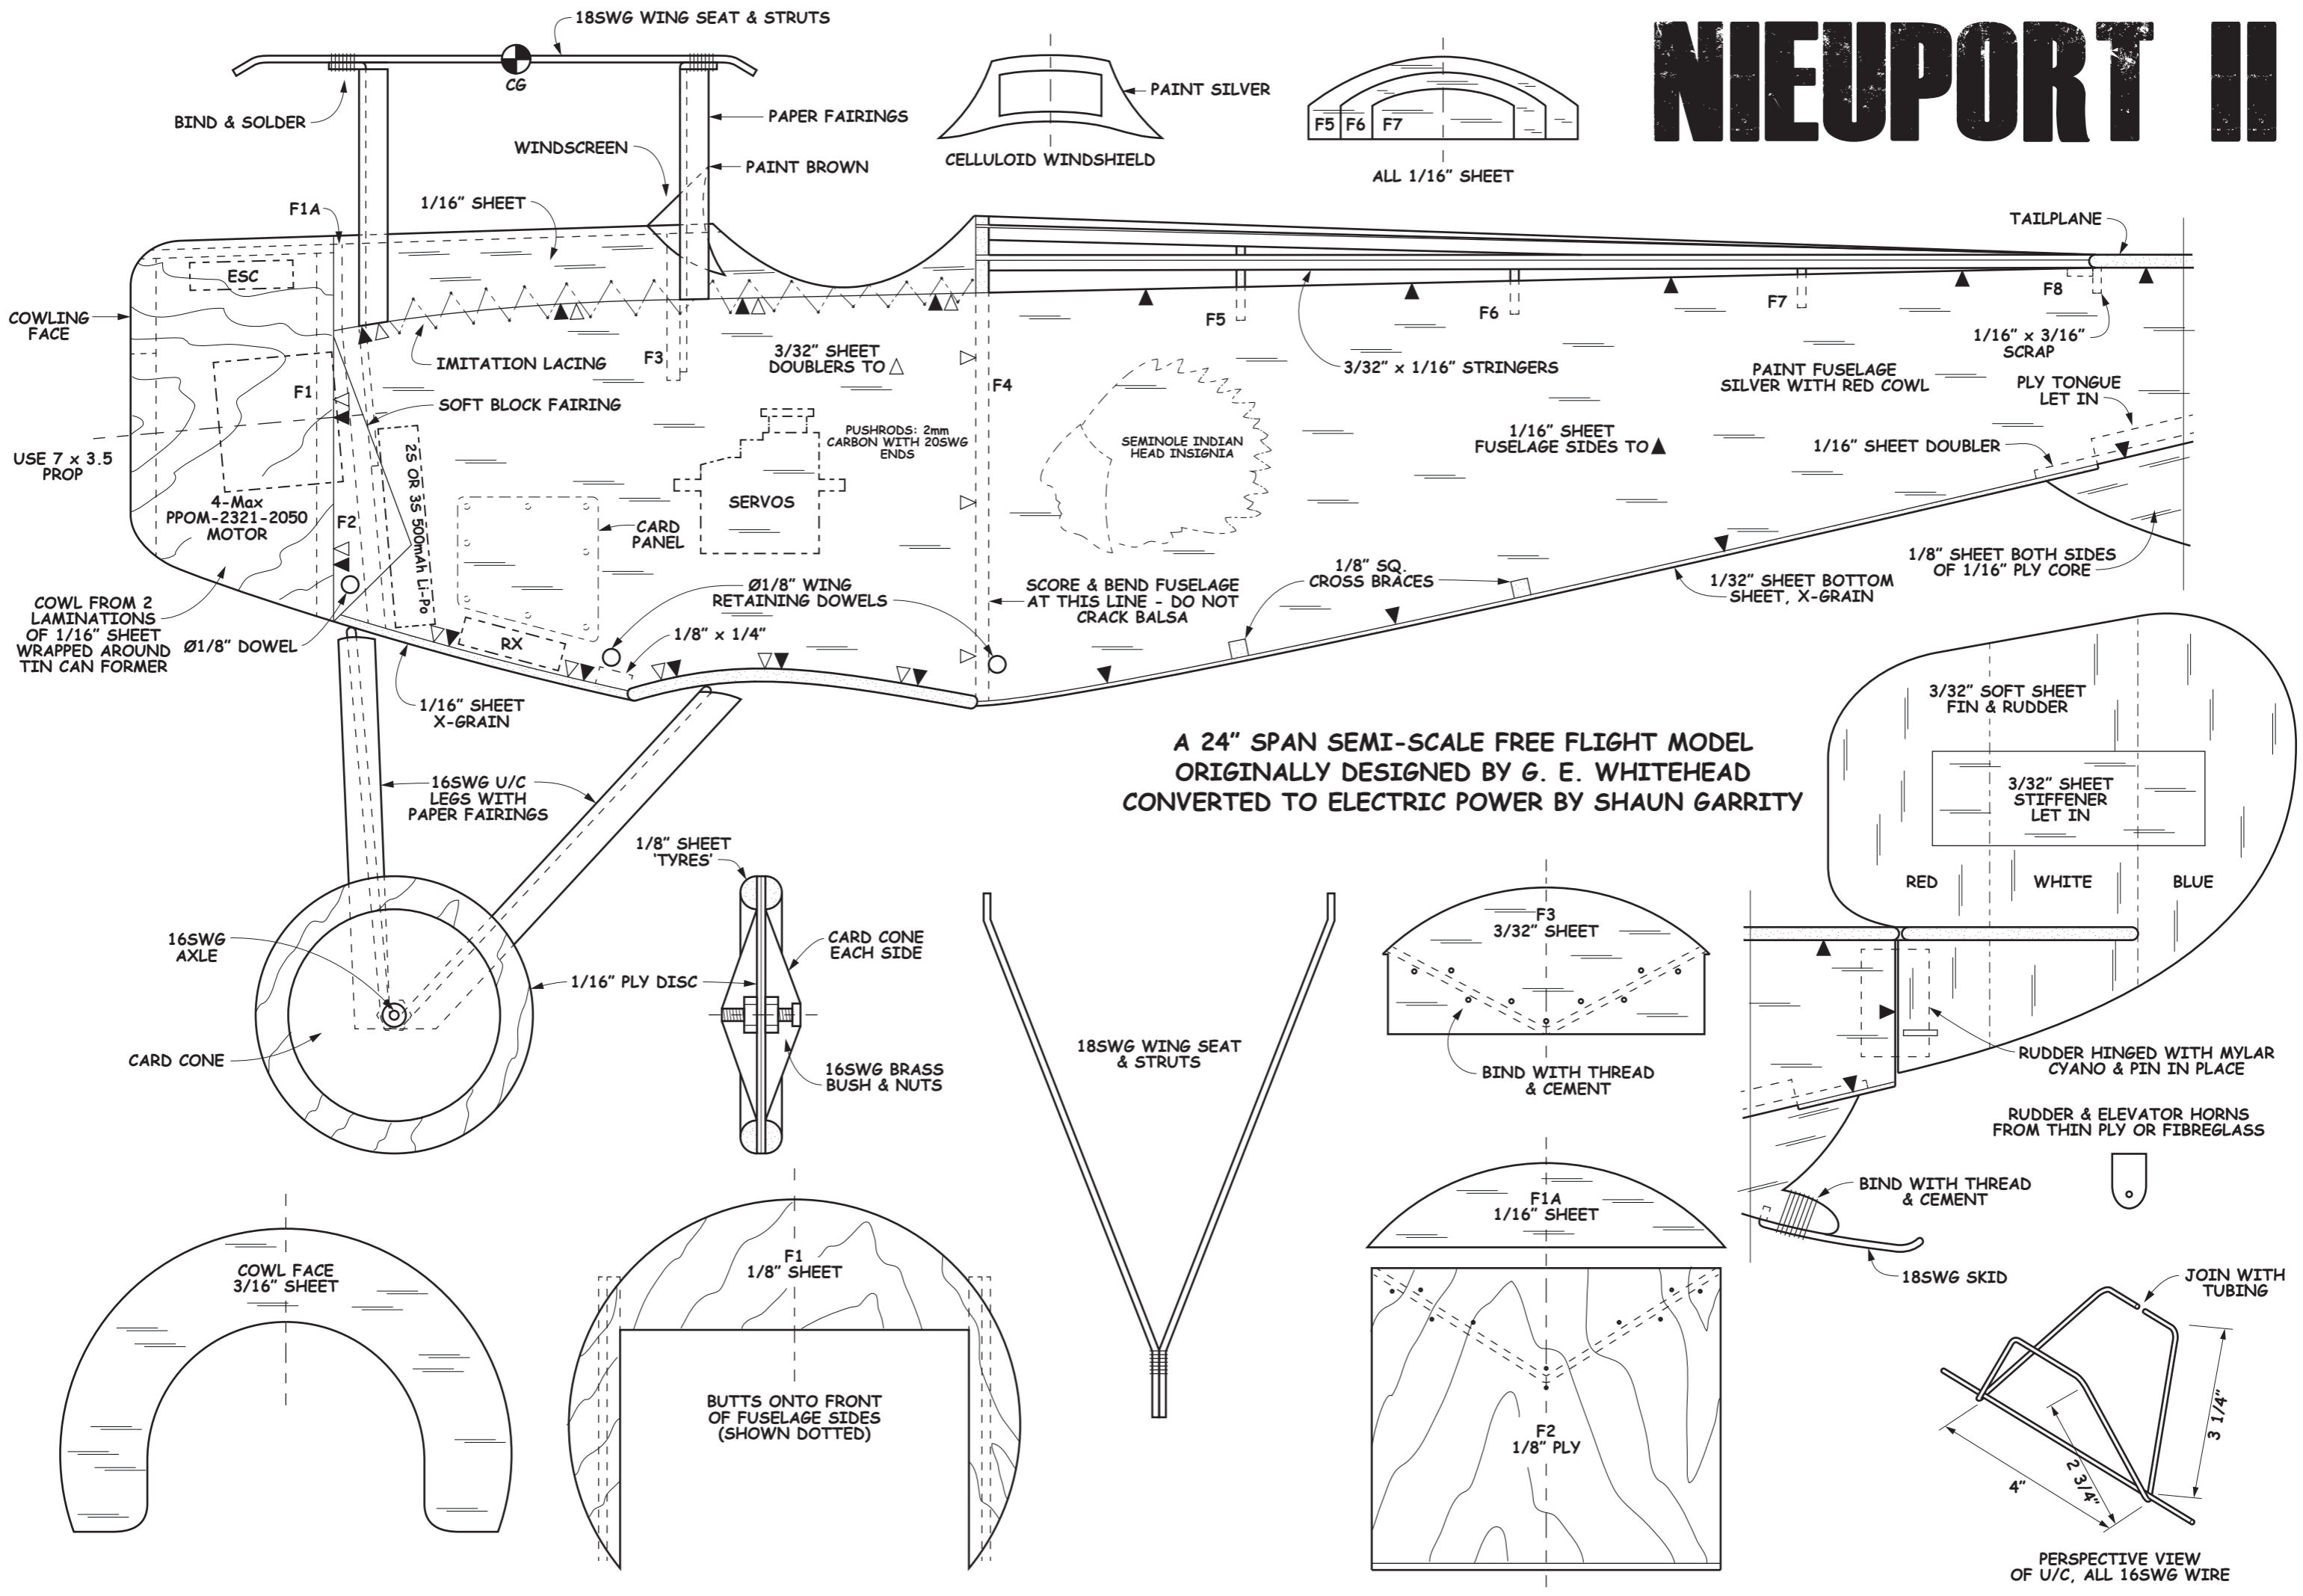 NIEUPORT II
18SWG WING SEAT & STRUTS
CG
BIND & SOLDER
PAPER FAIRINGS
WINDSCREEN
PAINT BROWN
PAINT SILVER
CELLULOID WINDSHIELD
F5 F6 F7
ALL 1/16" SHEET
F1A
1/16" SHEET
TAILPLANE
ESC
COWLING
FACE
IMITATION LACING
F3
3/32" SHEET
DOUBLERS TO △
F4
F5
F6
F7
F8
1/16" x 3/16"
SCRAP
3/32" x 1/16" STRINGERS
PAINT FUSELAGE
SILVER WITH RED COWL
PLY TONGUE
LET IN
F1
SOFT BLOCK FAIRING
PUSHRODS: 2mm
CARBON WITH 20SWG
ENDS
SEMINOLE INDIAN
HEAD INSIGNIA
1/16" SHEET
FUSELAGE SIDES TO ▲
1/16" SHEET DOUBLER
USE 7 x 3.5
PROP
2S OR 3S 500mAh Li-Po
4-Max
PPOM-2321-2050
MOTOR
F2
SERVOS
CARD
PANEL
Ø1/8" WING
RETAINING DOWELS
SCORE & BEND FUSELAGE
AT THIS LINE - DO NOT
CRACK BALSA
1/8" SQ.
CROSS BRACES
1/32" SHEET BOTTOM
SHEET, X-GRAIN
1/8" SHEET BOTH SIDES
OF 1/16" PLY CORE
COWL FROM 2
LAMINATIONS
OF 1/16" SHEET
WRAPPED AROUND
TIN CAN FORMER
Ø1/8" DOWEL
RX
1/8" x 1/4"
1/16" SHEET
X-GRAIN
3/32" SOFT SHEET
FIN & RUDDER
3/32" SHEET
STIFFENER
LET IN
RED WHITE BLUE
A 24" SPAN SEMI-SCALE FREE FLIGHT MODEL
ORIGINALLY DESIGNED BY G. E. WHITEHEAD
CONVERTED TO ELECTRIC POWER BY SHAUN GARRITY
16SWG U/C
LEGS WITH
PAPER FAIRINGS
1/8" SHEET
'TYRES'
16SWG
AXLE
CARD CONE
EACH SIDE
1/16" PLY DISC
CARD CONE
16SWG BRASS
BUSH & NUTS
18SWG WING SEAT
& STRUTS
F3
3/32" SHEET
BIND WITH THREAD
& CEMENT
RUDDER HINGED WITH MYLAR
CYANO & PIN IN PLACE
RUDDER & ELEVATOR HORNS
FROM THIN PLY OR FIBREGLASS
BIND WITH THREAD
& CEMENT
18SWG SKID
COWL FACE
3/16" SHEET
F1
1/8" SHEET
BUTTS ONTO FRONT
OF FUSELAGE SIDES
(SHOWN DOTTED)
F1A
1/16" SHEET
F2
1/8" PLY
JOIN WITH
TUBING
3 1/4"
2 3/4"
4"
PERSPECTIVE VIEW
OF U/C, ALL 16SWG WIRE